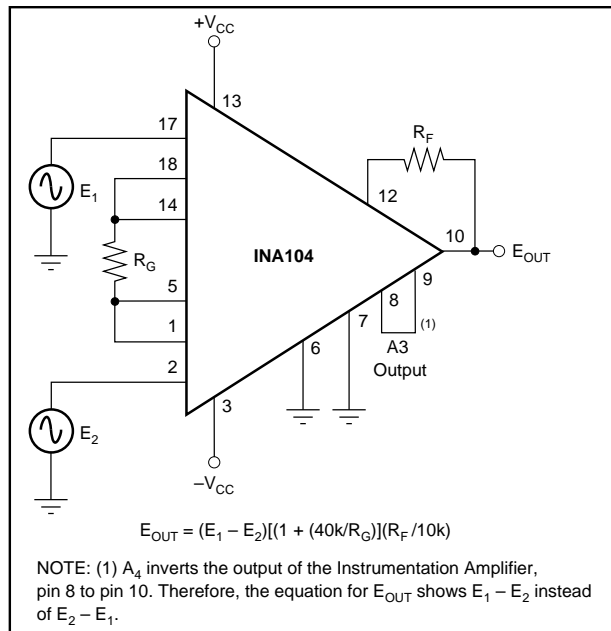 +V_CC
13
17
R_F
18
12
E_1
14
10
E_OUT
INA104
R_G
9
5
8
(1)
7
1
A3
Output
6
2
3
E_2
–V_CC
E_OUT = (E_1 – E_2)[(1 + (40k/R_G)](R_F/10k)
NOTE: (1) A_4 inverts the output of the Instrumentation Amplifier,
pin 8 to pin 10. Therefore, the equation for E_OUT shows E_1 – E_2 instead
of E_2 – E_1.